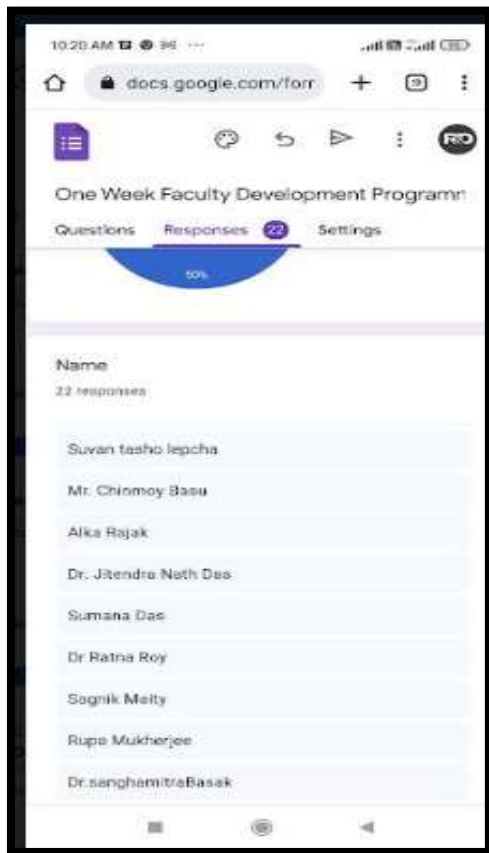 10:20 AM
docs.google.com/forr
One Week Faculty Development Programr
Questions Responses 22 Settings
50%
Name
22 responses
Suvan tasho lepcha
Mr. Chinmoy Basu
Alka Rajak
Dr. Jitendra Nath Das
Sumana Das
Dr Ratna Roy
Sagnik Maity
Rupa Mukherjee
Dr.sanghamitraBasak